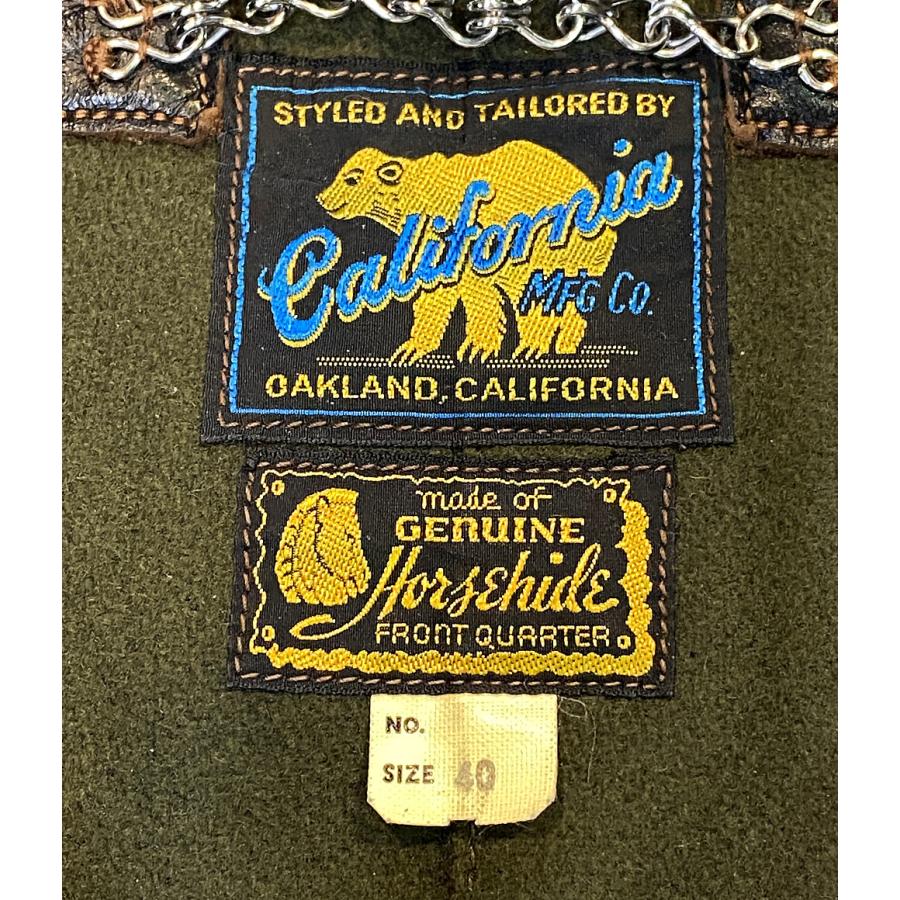 STYLED AND TAILORED BY
California
MFG CO.
OAKLAND, CALIFORNIA
made of
GENUINE
Horsehide
FRONT QUARTER
NO.
SIZE 40